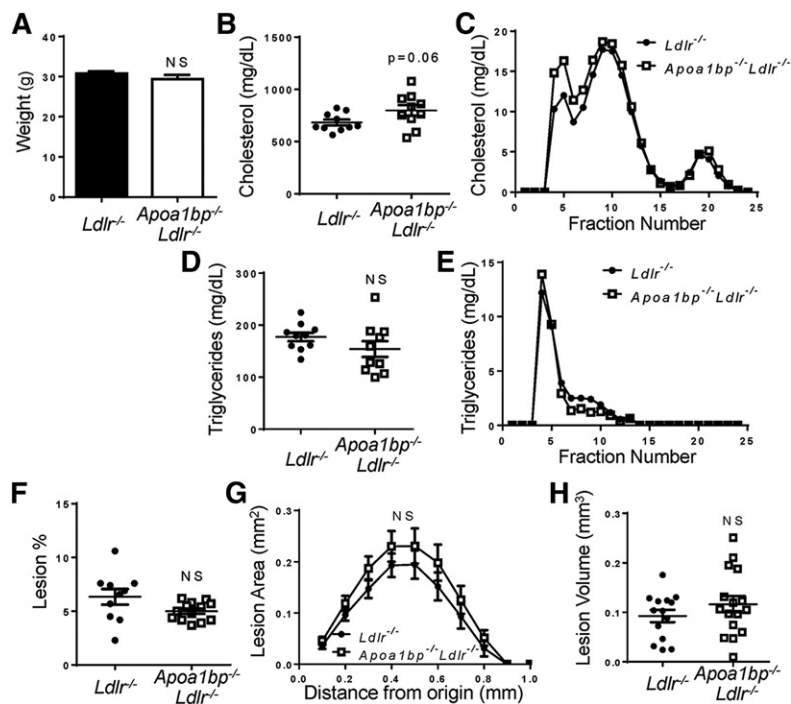 A
Weight (g)
40
30
20
10
0
NS
Ldlr-/-
Apoa1bp-/-
Ldlr-/-
B
Cholesterol (mg/dL)
1500
1000
500
0
p=0.06
Ldlr-/-
Apoa1bp-/-
Ldlr-/-
C
Cholesterol (mg/dL)
20
15
10
5
0
Ldlr-/-
Apoa1bp-/-Ldlr-/-
0 5 10 15 20 25
Fraction Number
D
Triglycerides (mg/dL)
300
200
100
0
NS
Ldlr-/-
Apoa1bp-/-
Ldlr-/-
E
Triglycerides (mg/dL)
15
10
5
0
Ldlr-/-
Apoa1bp-/-Ldlr-/-
0 5 10 15 20 25
Fraction Number
F
Lesion %
15
10
5
0
NS
Ldlr-/-
Apoa1bp-/-
Ldlr-/-
G
Lesion Area (mm2)
0.3
0.2
0.1
0.0
NS
Ldlr-/-
Apoa1bp-/-Ldlr-/-
0.0 0.2 0.4 0.6 0.8 1.0
Distance from origin (mm)
H
Lesion Volume (mm3)
0.3
0.2
0.1
0.0
NS
Ldlr-/-
Apoa1bp-/-
Ldlr-/-